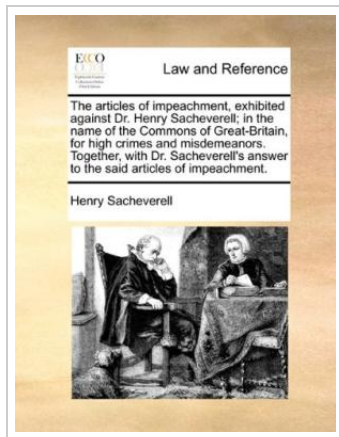 ECCO
Law and Reference
The articles of impeachment, exhibited
against Dr. Henry Sacheverell; in the
name of the Commons of Great-Britain,
for high crimes and misdemeanors.
Together, with Dr. Sacheverell's answer
to the said articles of impeachment.
Henry Sacheverell